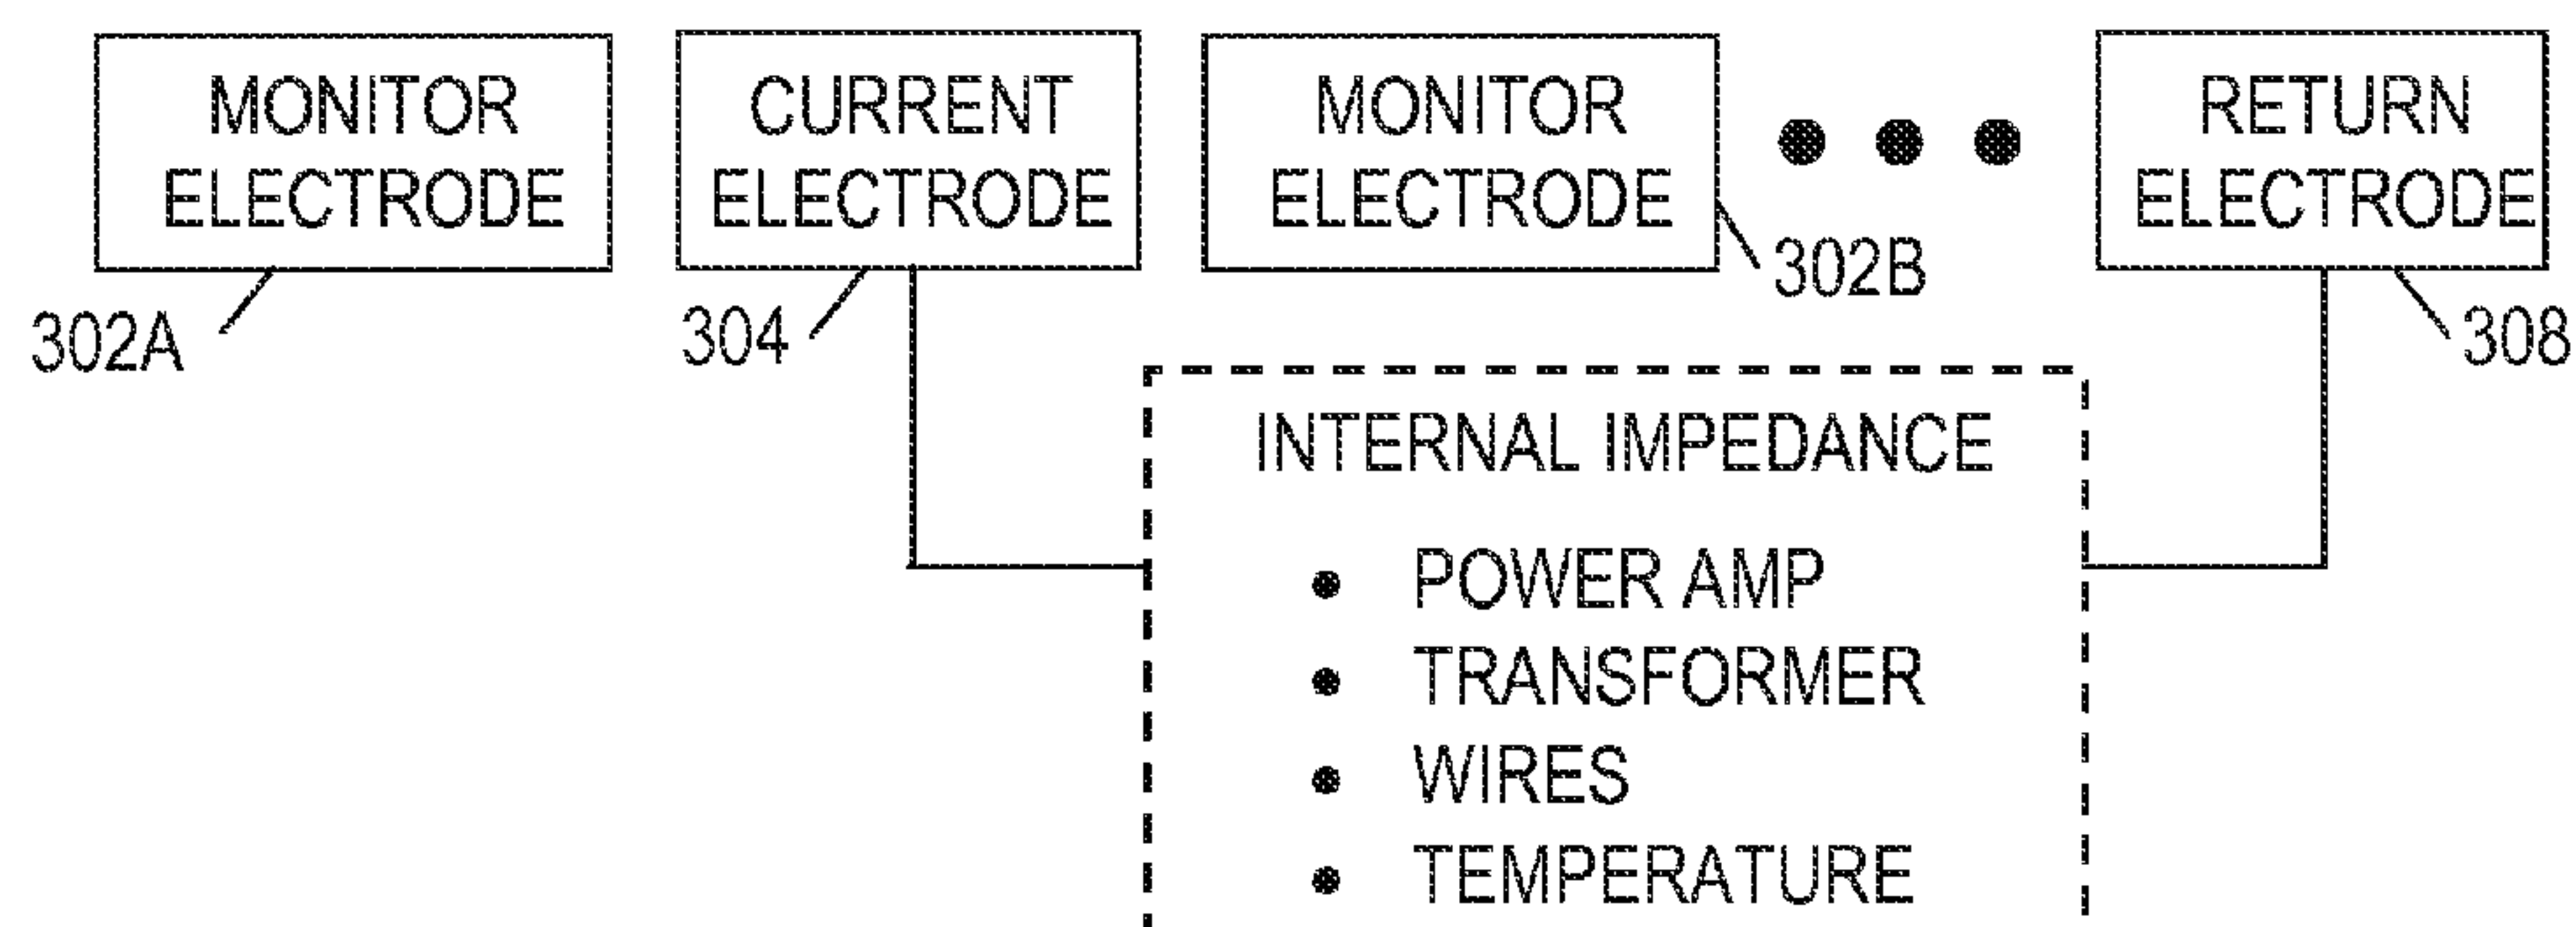 MONITOR
ELECTRODE
302A
CURRENT
ELECTRODE
304
MONITOR
ELECTRODE
302B
RETURN
ELECTRODE
308
INTERNAL IMPEDANCE
• POWER AMP
• TRANSFORMER
• WIRES
• TEMPERATURE